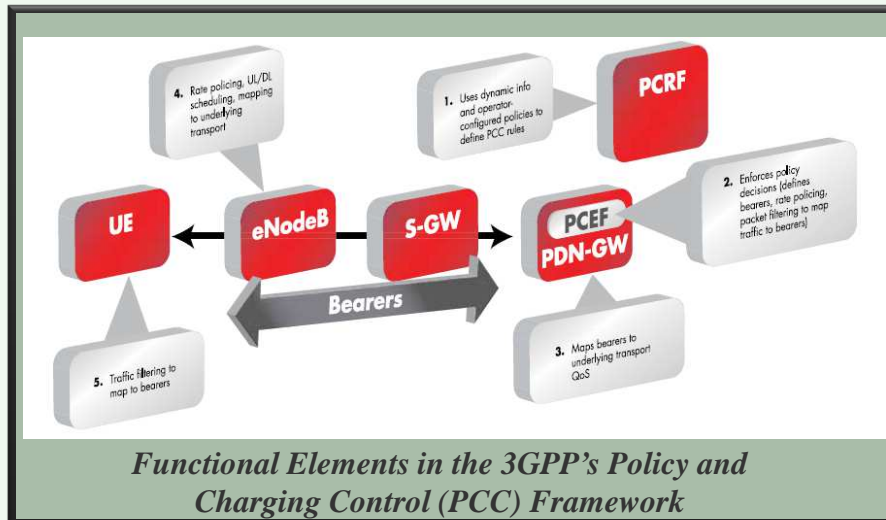 4. Rate policing, UL/DL
scheduling, mapping
to underlying
transport
1. Uses dynamic info
and operator-
configured policies to
define PCC rules
PCRF
2. Enforces policy
decisions (defines
bearers, rate policing,
packet filtering to map
traffic to bearers)
UE
eNodeB
S-GW
PCEF
PDN-GW
Bearers
3. Maps bearers to
underlying transport
QoS
5. Traffic filtering to
map to bearers
Functional Elements in the 3GPP's Policy and
Charging Control (PCC) Framework